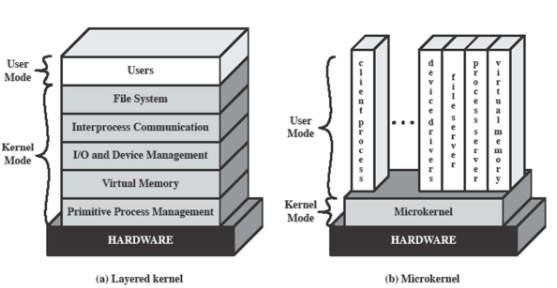 User
Mode
Kernel
Mode
Users
File System
Interprocess Communication
I/O and Device Management
Virtual Memory
Primitive Process Management
HARDWARE
(a) Layered kernel
User
Mode
Kernel
Mode
client process
...
device drivers
file server
process server
virtual memory
Microkernel
HARDWARE
(b) Microkernel